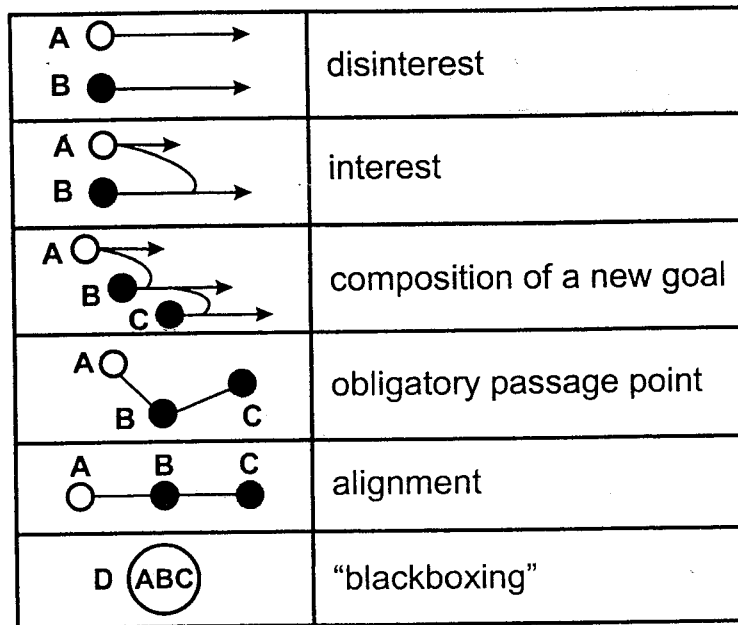 A
B
disinterest
A
B
interest
A
B
C
composition of a new goal
A
B
C
obligatory passage point
A B C
alignment
D ABC
“blackboxing”